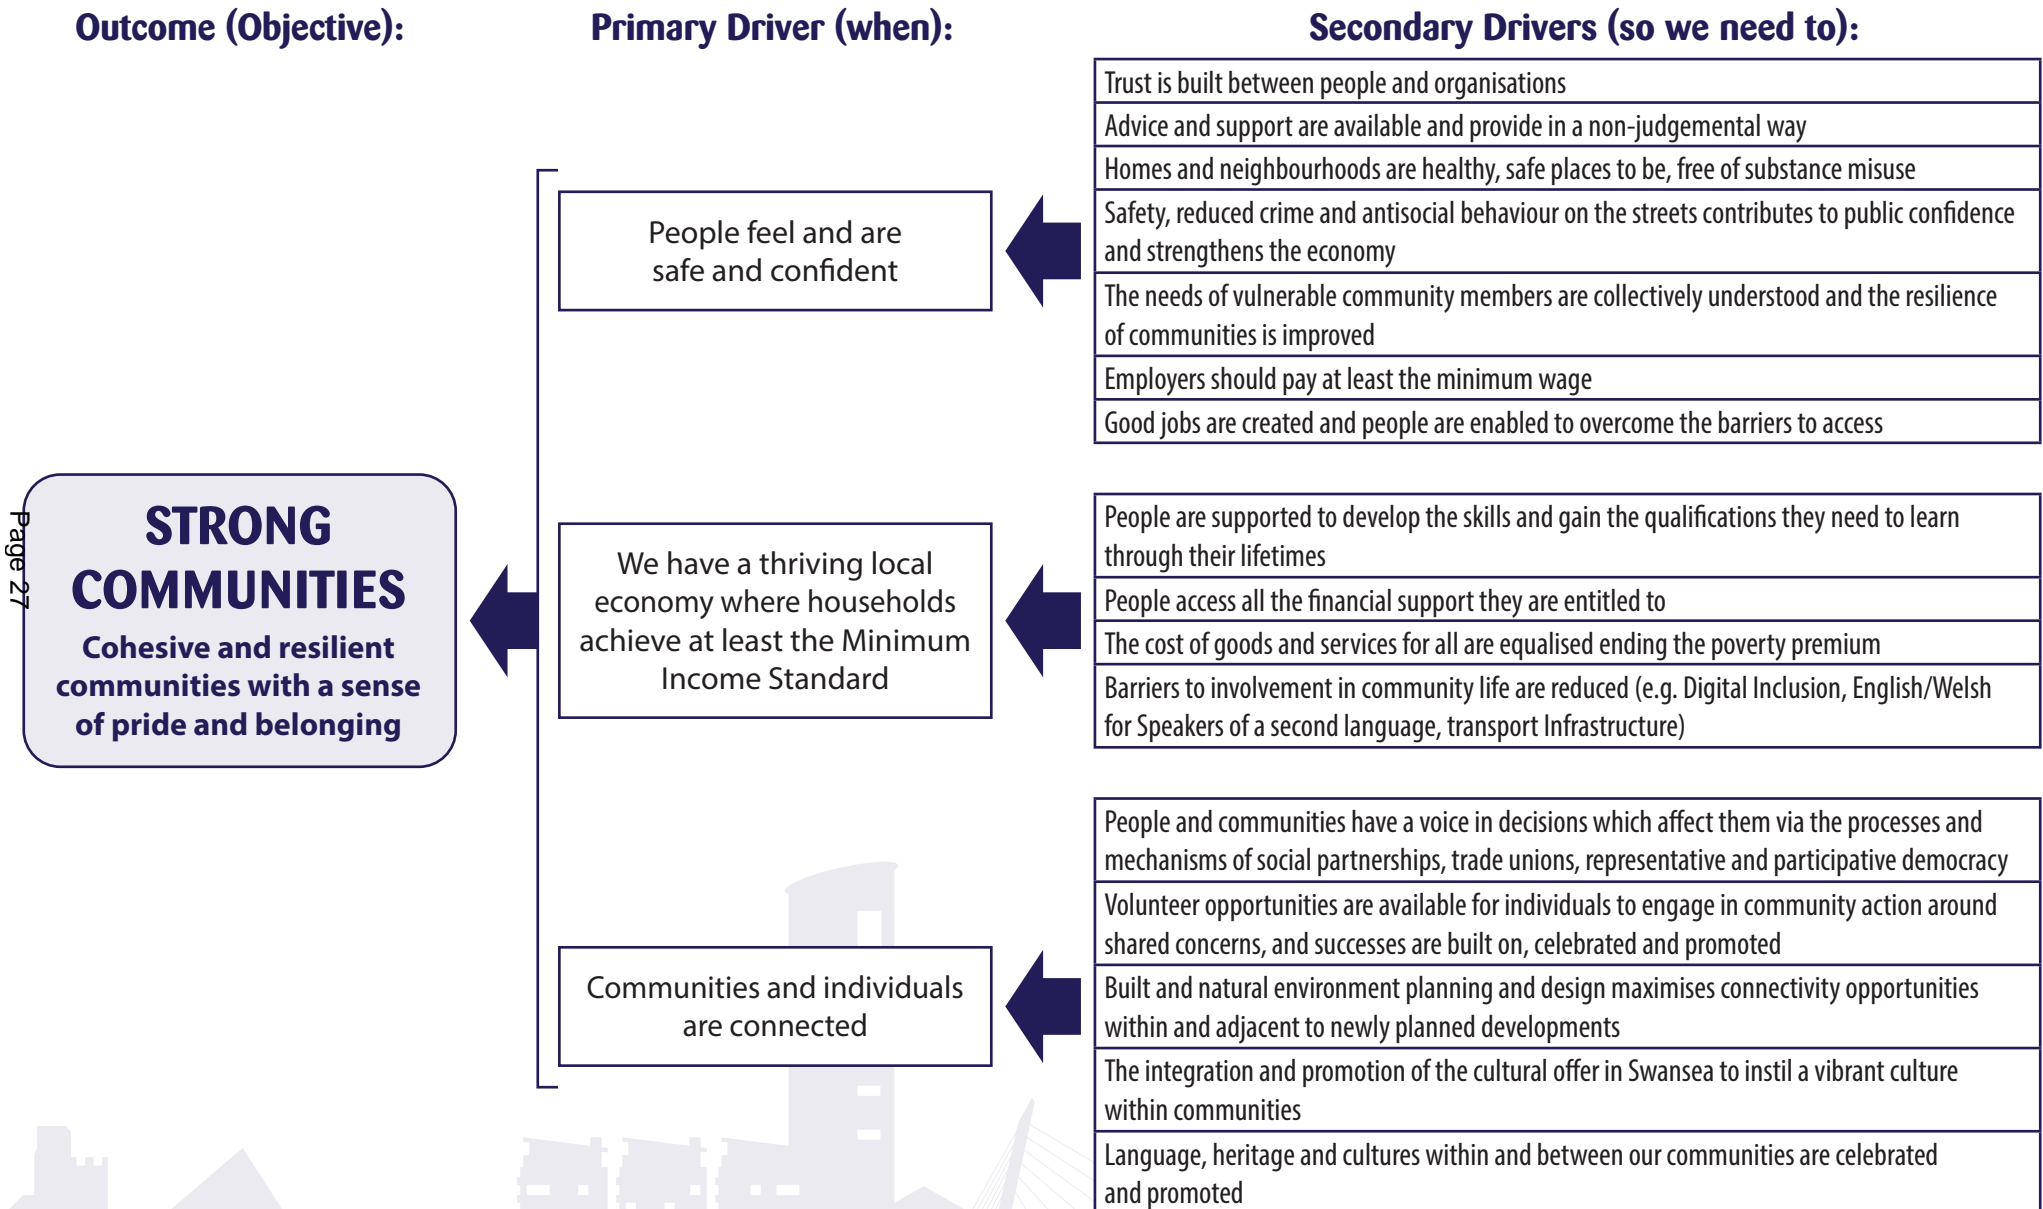 Outcome (Objective):
Primary Driver (when):
Secondary Drivers (so we need to):
Page 27
STRONG
COMMUNITIES
Cohesive and resilient
communities with a sense
of pride and belonging
People feel and are
safe and confident
Trust is built between people and organisations
Advice and support are available and provide in a non-judgemental way
Homes and neighbourhoods are healthy, safe places to be, free of substance misuse
Safety, reduced crime and antisocial behaviour on the streets contributes to public confidence
and strengthens the economy
The needs of vulnerable community members are collectively understood and the resilience
of communities is improved
Employers should pay at least the minimum wage
Good jobs are created and people are enabled to overcome the barriers to access
We have a thriving local
economy where households
achieve at least the Minimum
Income Standard
People are supported to develop the skills and gain the qualifications they need to learn
through their lifetimes
People access all the financial support they are entitled to
The cost of goods and services for all are equalised ending the poverty premium
Barriers to involvement in community life are reduced (e.g. Digital Inclusion, English/Welsh
for Speakers of a second language, transport Infrastructure)
Communities and individuals
are connected
People and communities have a voice in decisions which affect them via the processes and
mechanisms of social partnerships, trade unions, representative and participative democracy
Volunteer opportunities are available for individuals to engage in community action around
shared concerns, and successes are built on, celebrated and promoted
Built and natural environment planning and design maximises connectivity opportunities
within and adjacent to newly planned developments
The integration and promotion of the cultural offer in Swansea to instil a vibrant culture
within communities
Language, heritage and cultures within and between our communities are celebrated
and promoted